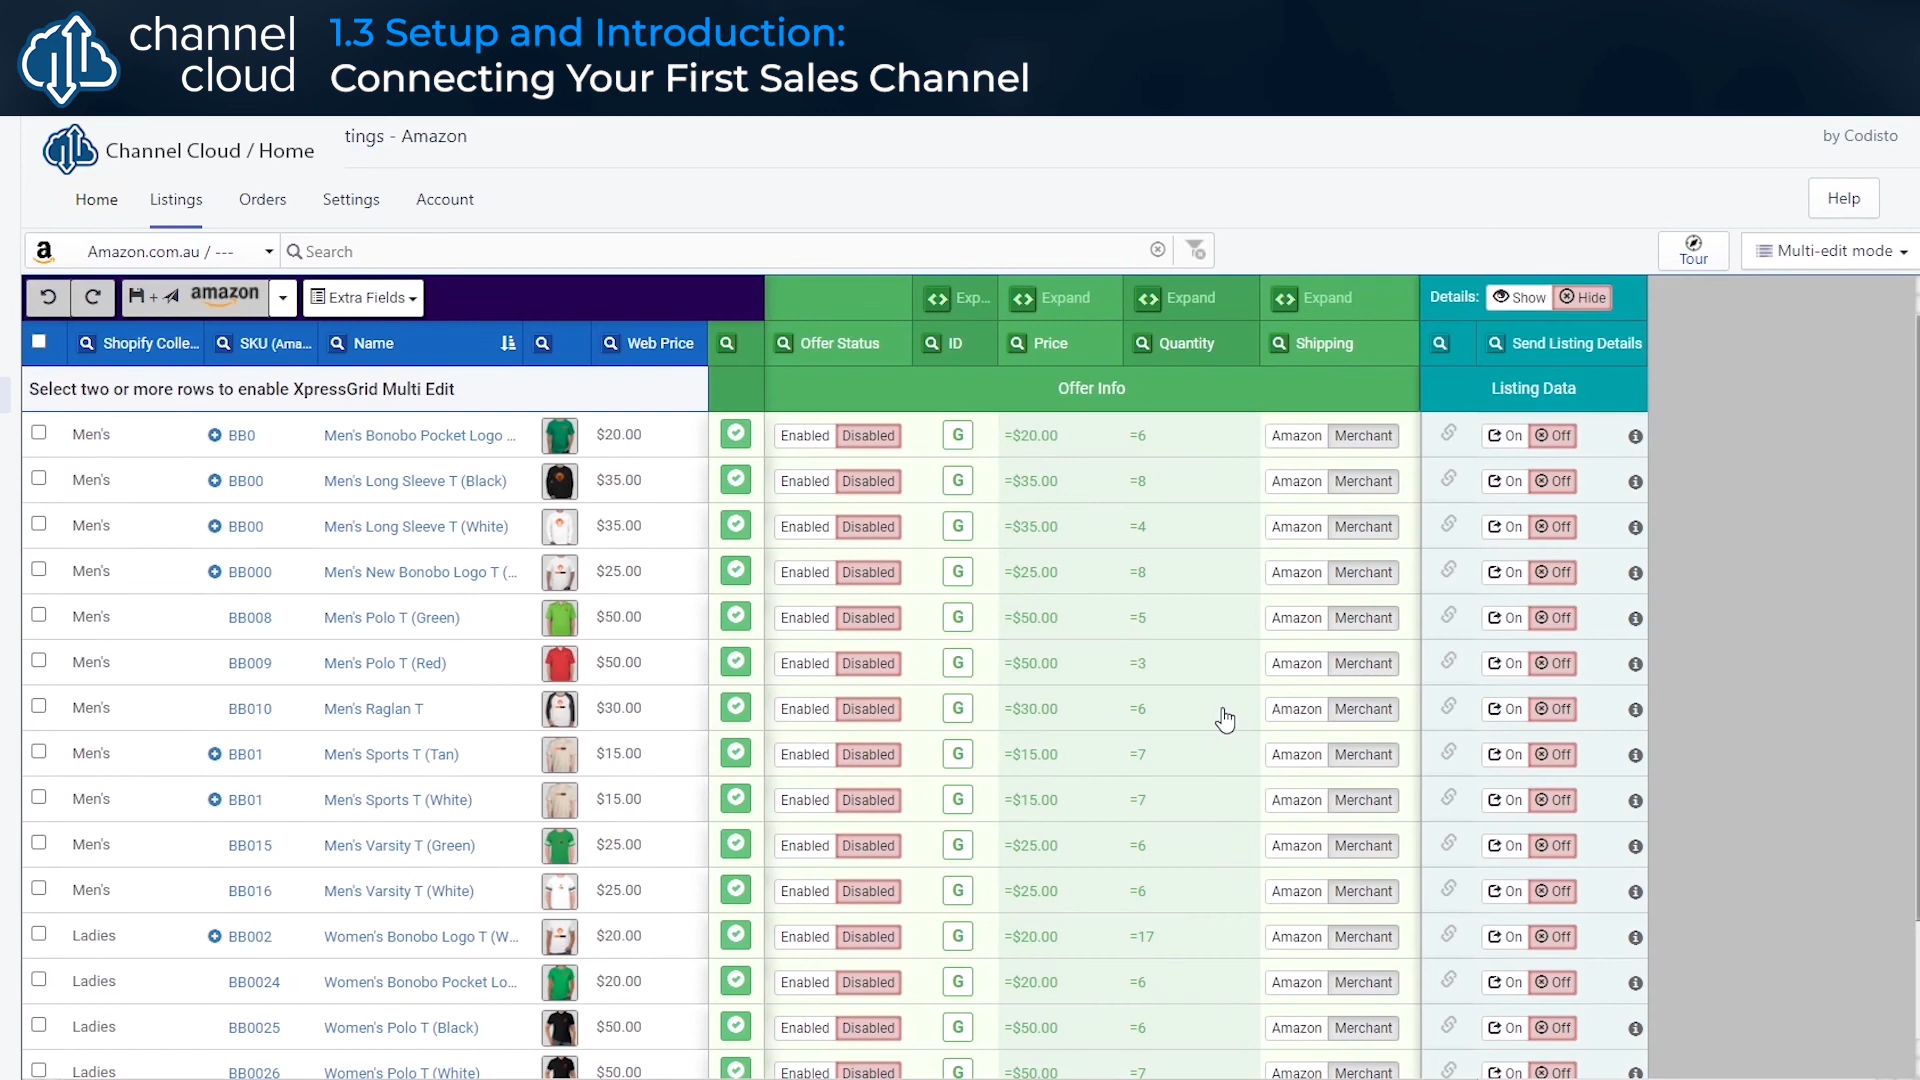 channel cloud
1.3 Setup and Introduction:
Connecting Your First Sales Channel
Channel Cloud / Home
tings - Amazon
by Codisto
Home Listings Orders Settings Account Help
a Amazon.com.au / --- Search Tour Multi-edit mode
+ amazon Extra Fields Exp... Expand Expand Expand Details: Show Hide
Shopify Colle... SKU (Ama... Name Web Price Offer Status ID Price Quantity Shipping Send Listing Details
Select two or more rows to enable XpressGrid Multi Edit Offer Info Listing Data
Men's BB0 Men's Bonobo Pocket Logo ... $20.00 Enabled Disabled G =$20.00 =6 Amazon Merchant On Off
Men's BB00 Men's Long Sleeve T (Black) $35.00 Enabled Disabled G =$35.00 =8 Amazon Merchant On Off
Men's BB00 Men's Long Sleeve T (White) $35.00 Enabled Disabled G =$35.00 =4 Amazon Merchant On Off
Men's BB000 Men's New Bonobo Logo T (... $25.00 Enabled Disabled G =$25.00 =8 Amazon Merchant On Off
Men's BB008 Men's Polo T (Green) $50.00 Enabled Disabled G =$50.00 =5 Amazon Merchant On Off
Men's BB009 Men's Polo T (Red) $50.00 Enabled Disabled G =$50.00 =3 Amazon Merchant On Off
Men's BB010 Men's Raglan T $30.00 Enabled Disabled G =$30.00 =6 Amazon Merchant On Off
Men's BB01 Men's Sports T (Tan) $15.00 Enabled Disabled G =$15.00 =7 Amazon Merchant On Off
Men's BB01 Men's Sports T (White) $15.00 Enabled Disabled G =$15.00 =7 Amazon Merchant On Off
Men's BB015 Men's Varsity T (Green) $25.00 Enabled Disabled G =$25.00 =6 Amazon Merchant On Off
Men's BB016 Men's Varsity T (White) $25.00 Enabled Disabled G =$25.00 =6 Amazon Merchant On Off
Ladies BB002 Women's Bonobo Logo T (W... $20.00 Enabled Disabled G =$20.00 =17 Amazon Merchant On Off
Ladies BB0024 Women's Bonobo Pocket Lo... $20.00 Enabled Disabled G =$20.00 =6 Amazon Merchant On Off
Ladies BB0025 Women's Polo T (Black) $50.00 Enabled Disabled G =$50.00 =6 Amazon Merchant On Off
Ladies BB0026 Women's Polo T (White) $50.00 Enabled Disabled G =$50.00 =7 Amazon Merchant On Off